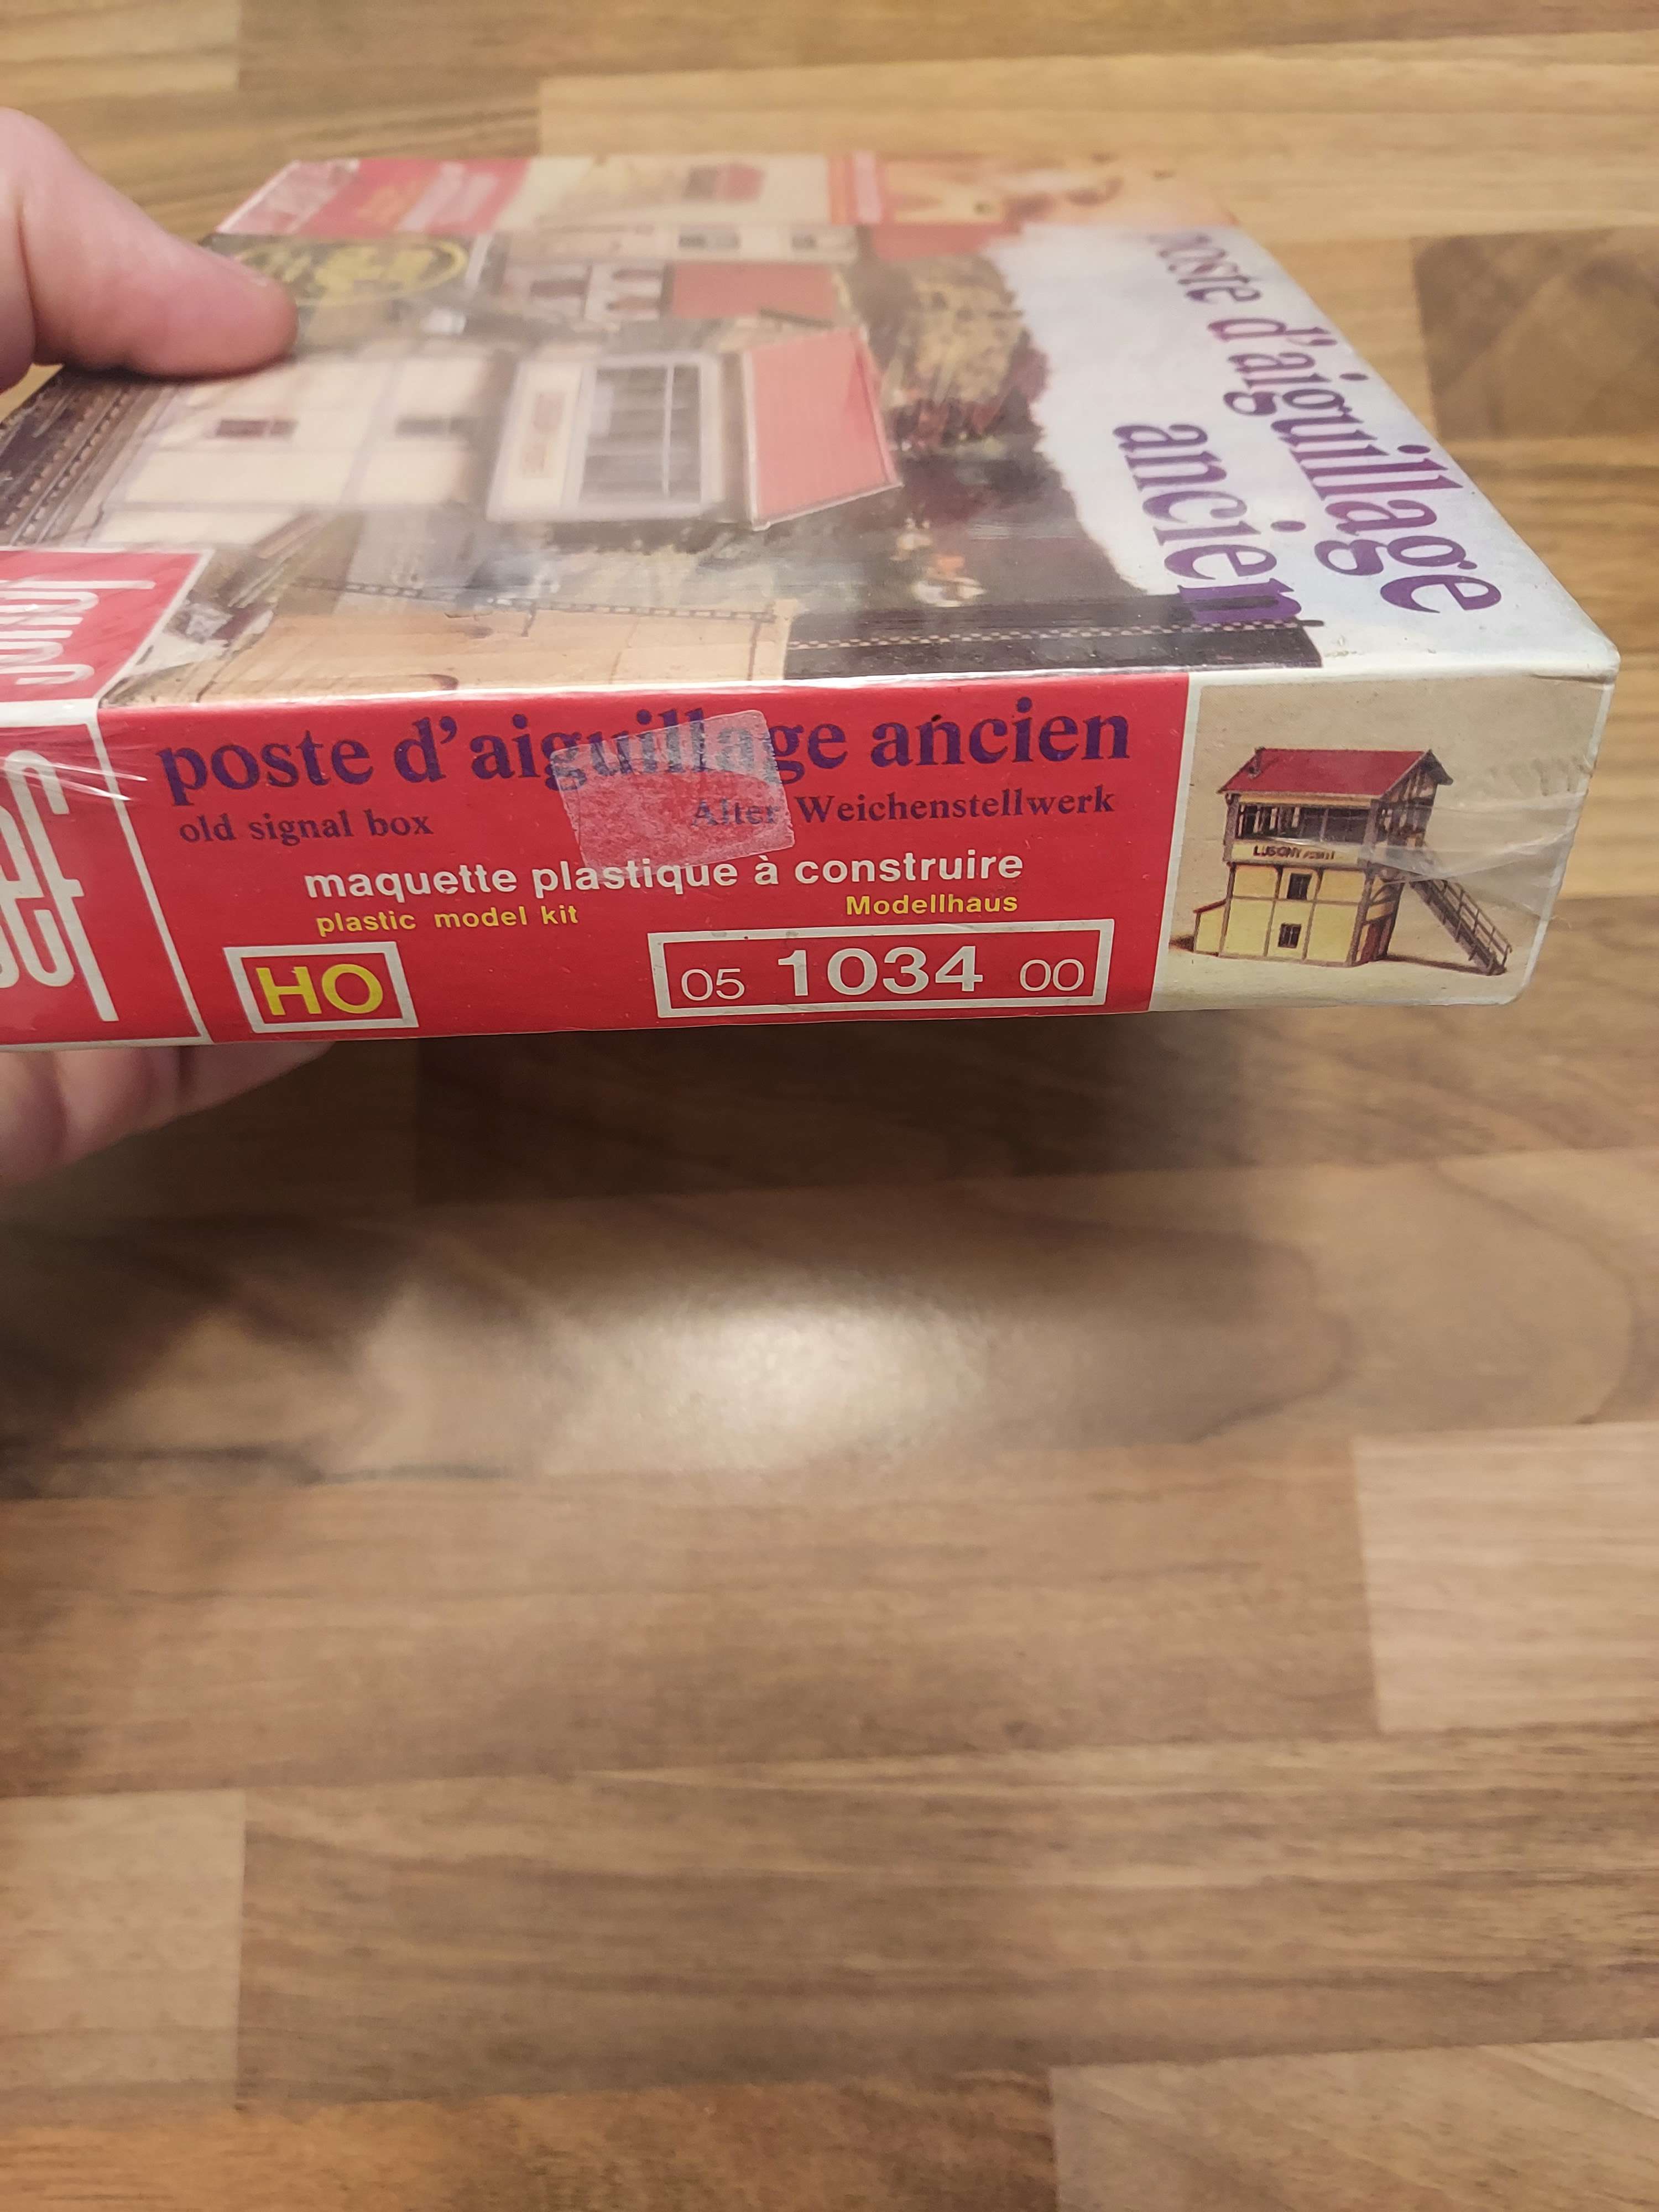 poste d'aiguillage
ancien
poste d'aiguillage ancien
old signal box
Alter Weichenstellwerk
maquette plastique à construire
plastic model kit
Modellhaus
HO
05 1034 00